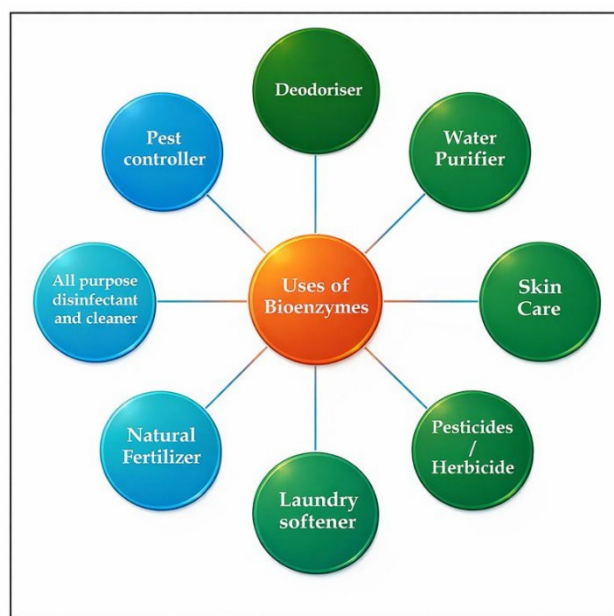 Deodoriser
Pest
controller
Water
Purifier
All purpose
disinfectant
and cleaner
Uses of
Bioenzymes
Skin
Care
Natural
Fertilizer
Pesticides
/
Herbicide
Laundry
softener